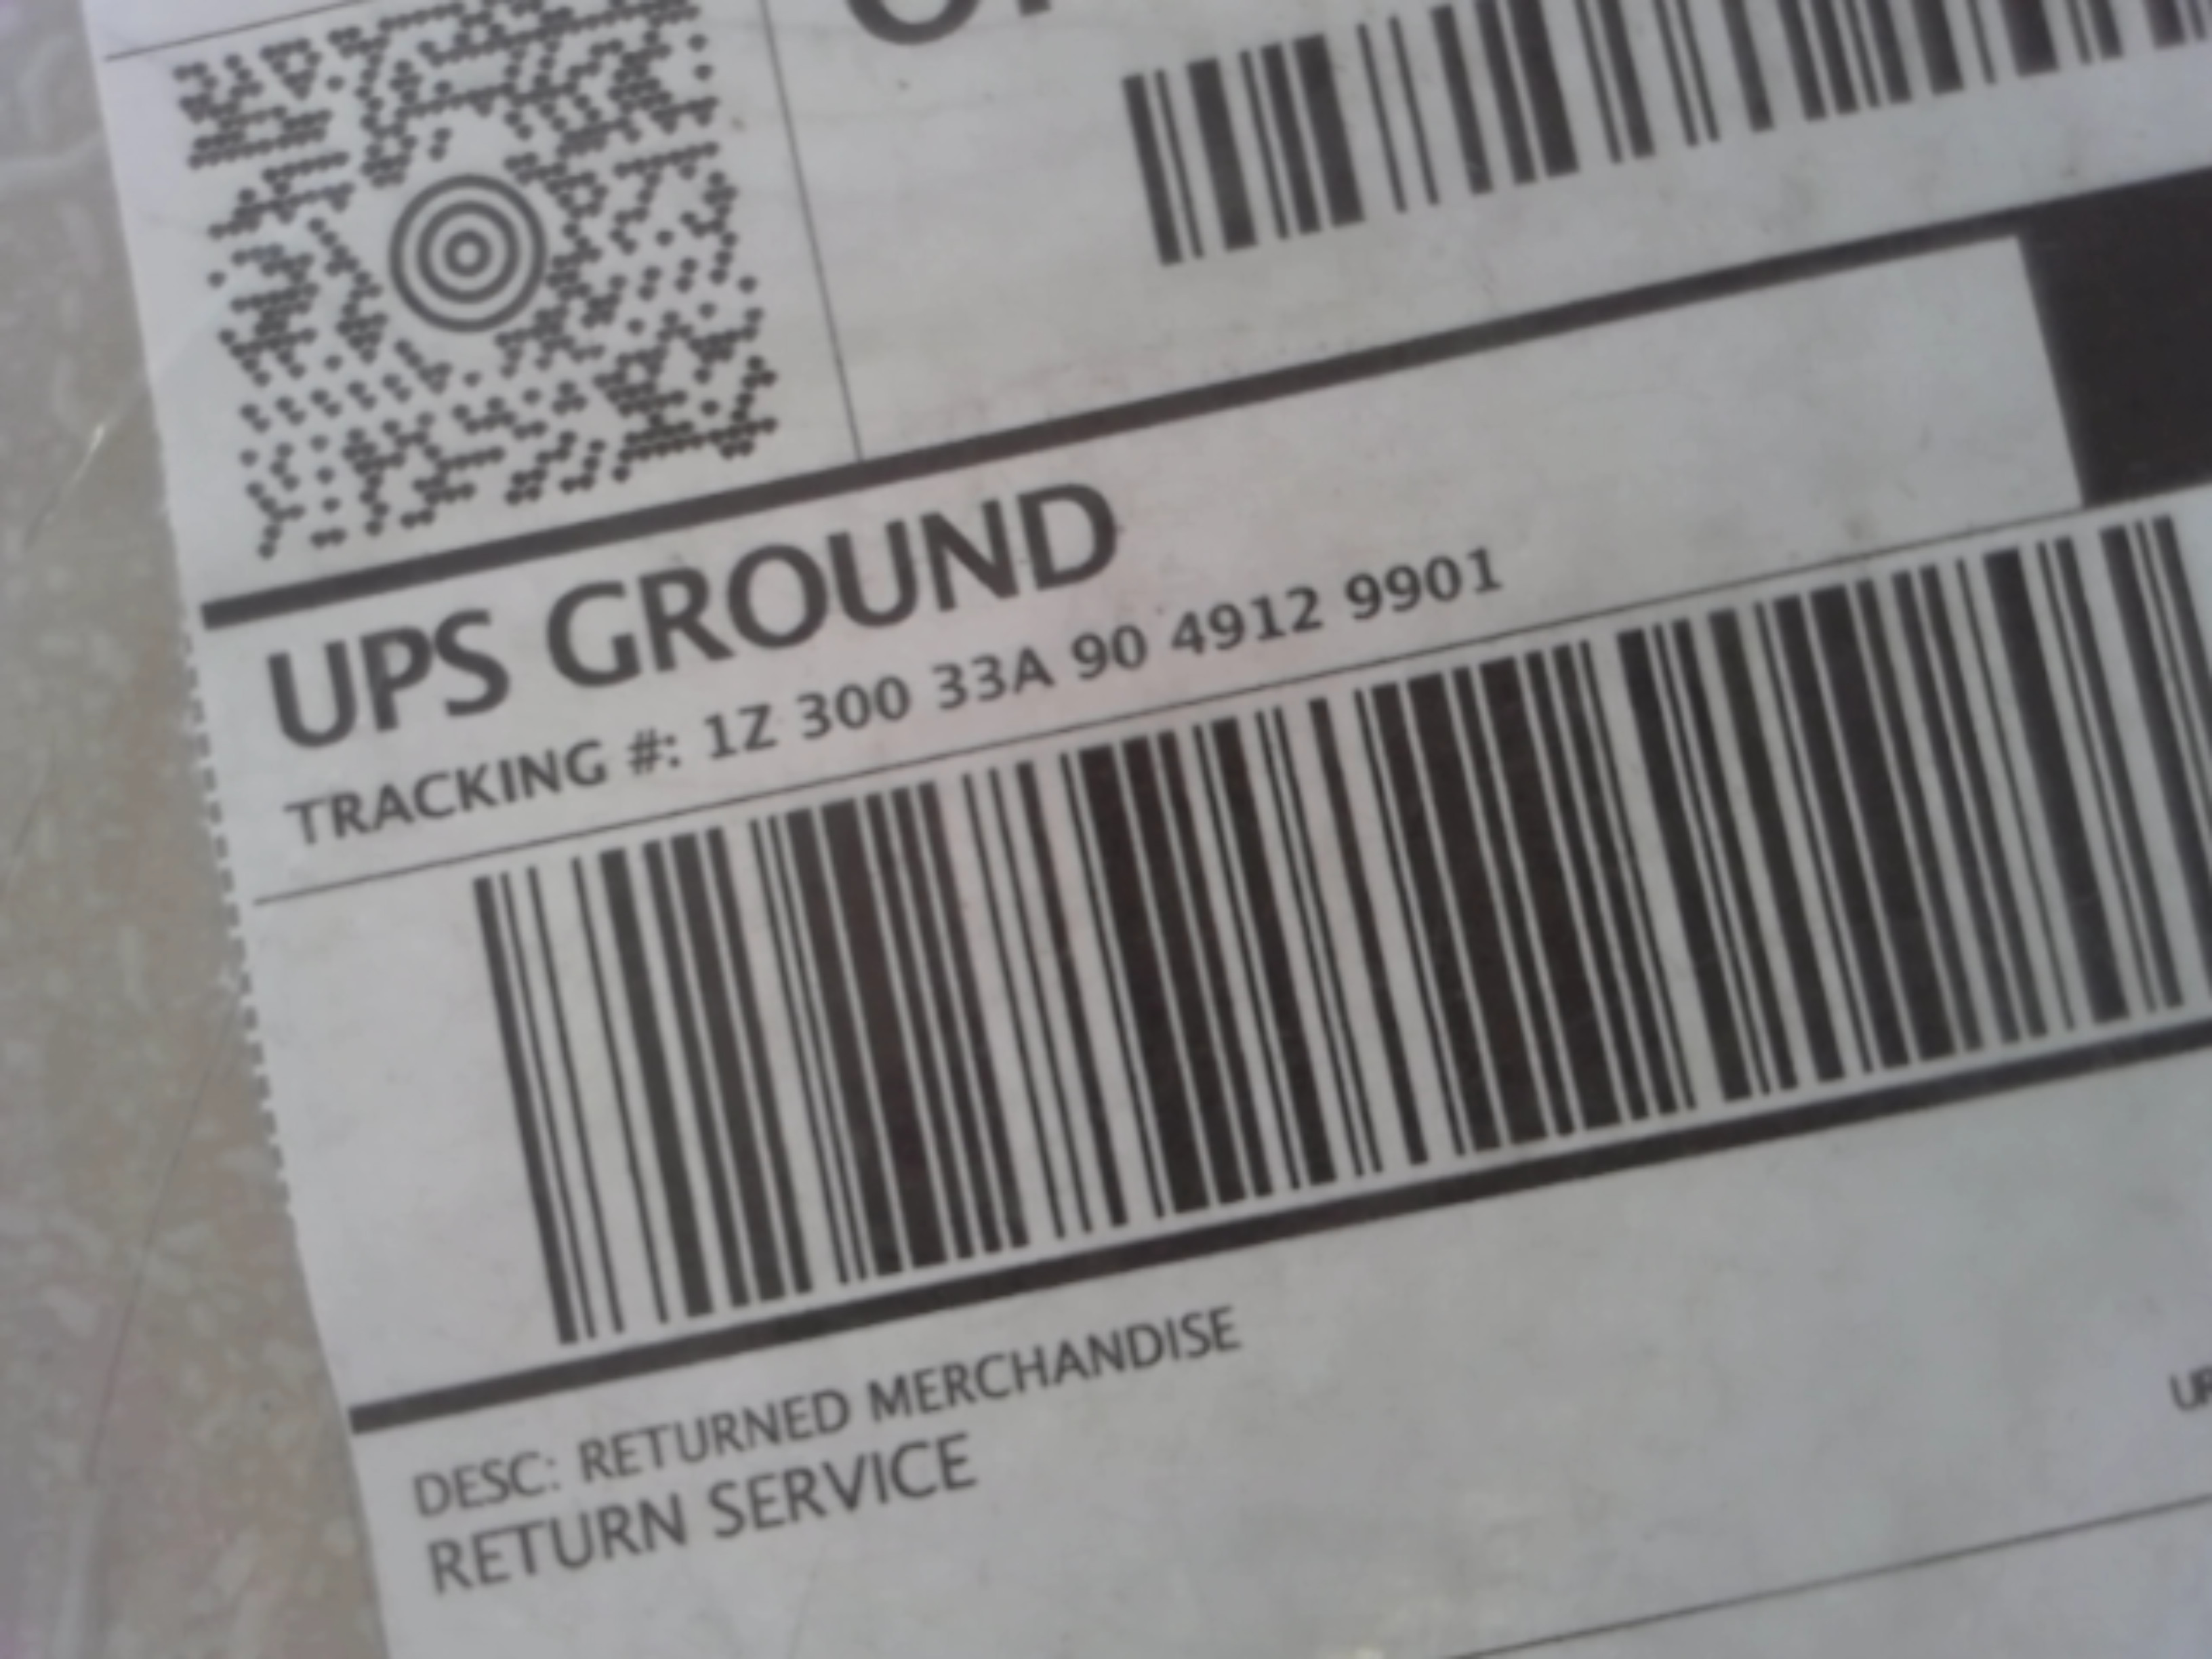 UPS GROUND
TRACKING #: 1Z 300 33A 90 4912 9901
DESC: RETURNED MERCHANDISE
RETURN SERVICE